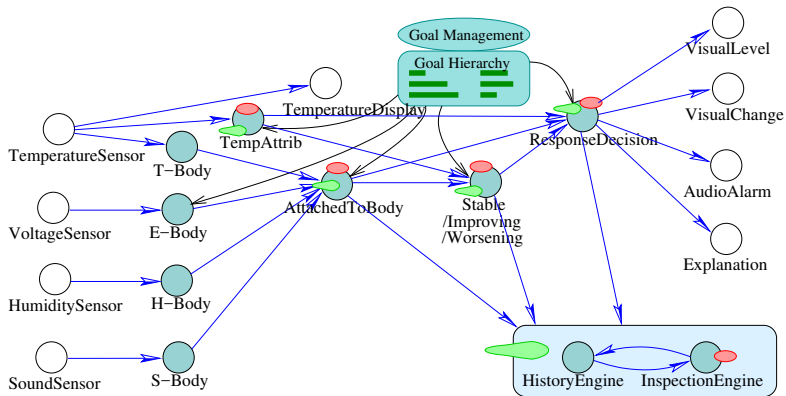 Goal Management
Goal Hierarchy
VisualLevel
TemperatureDisplay
VisualChange
TemperatureSensor
TempAttrib
ResponseDecision
T-Body
AudioAlarm
AttachedToBody
Stable
/Improving
/Worsening
VoltageSensor
E-Body
Explanation
HumiditySensor
H-Body
SoundSensor
S-Body
HistoryEngine
InspectionEngine